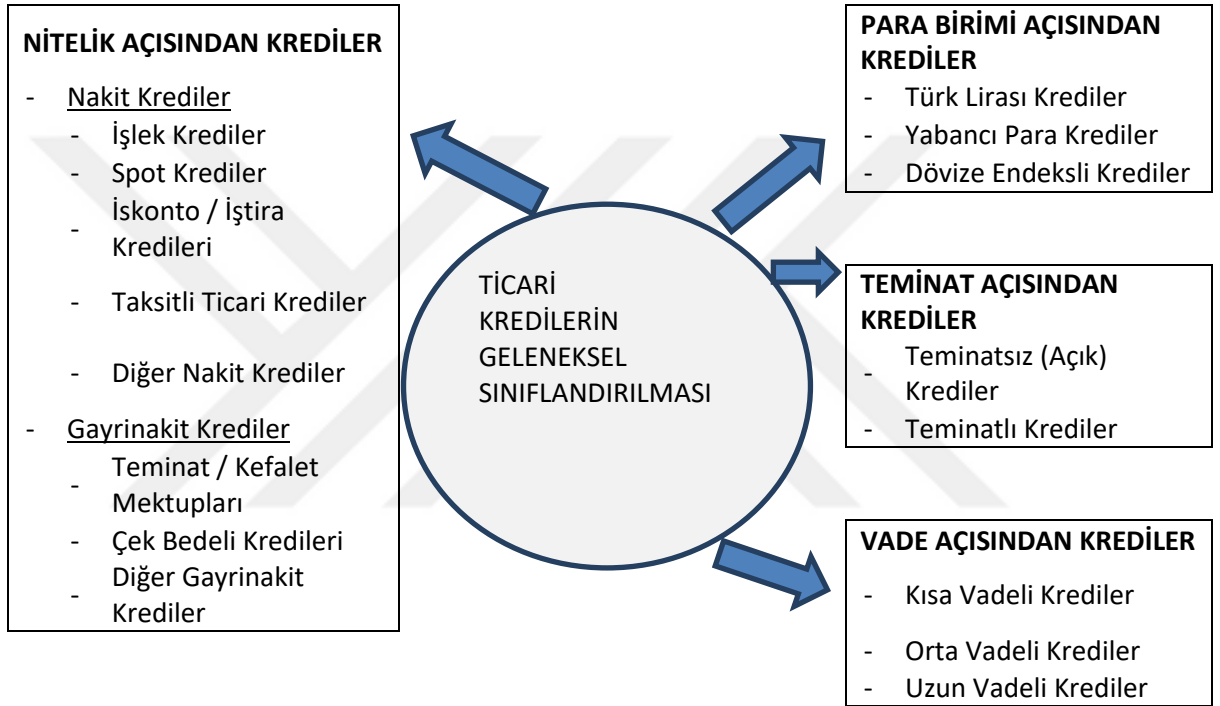 NİTELİK AÇISINDAN KREDİLER
- Nakit Krediler
- İşlek Krediler
- Spot Krediler
- İskonto / İştira
Kredileri
- Taksitli Ticari Krediler
- Diğer Nakit Krediler
- Gayrinakit Krediler
- Teminat / Kefalet
Mektupları
- Çek Bedeli Kredileri
- Diğer Gayrinakit
Krediler
TİCARİ
KREDİLERİN
GELENEKSEL
SINIFLANDIRILMASI
PARA BİRİMİ AÇISINDAN
KREDİLER
- Türk Lirası Krediler
- Yabancı Para Krediler
- Dövize Endeksli Krediler
TEMİNAT AÇISINDAN
KREDİLER
- Teminatsız (Açık)
Krediler
- Teminatlı Krediler
VADE AÇISINDAN KREDİLER
- Kısa Vadeli Krediler
- Orta Vadeli Krediler
- Uzun Vadeli Krediler